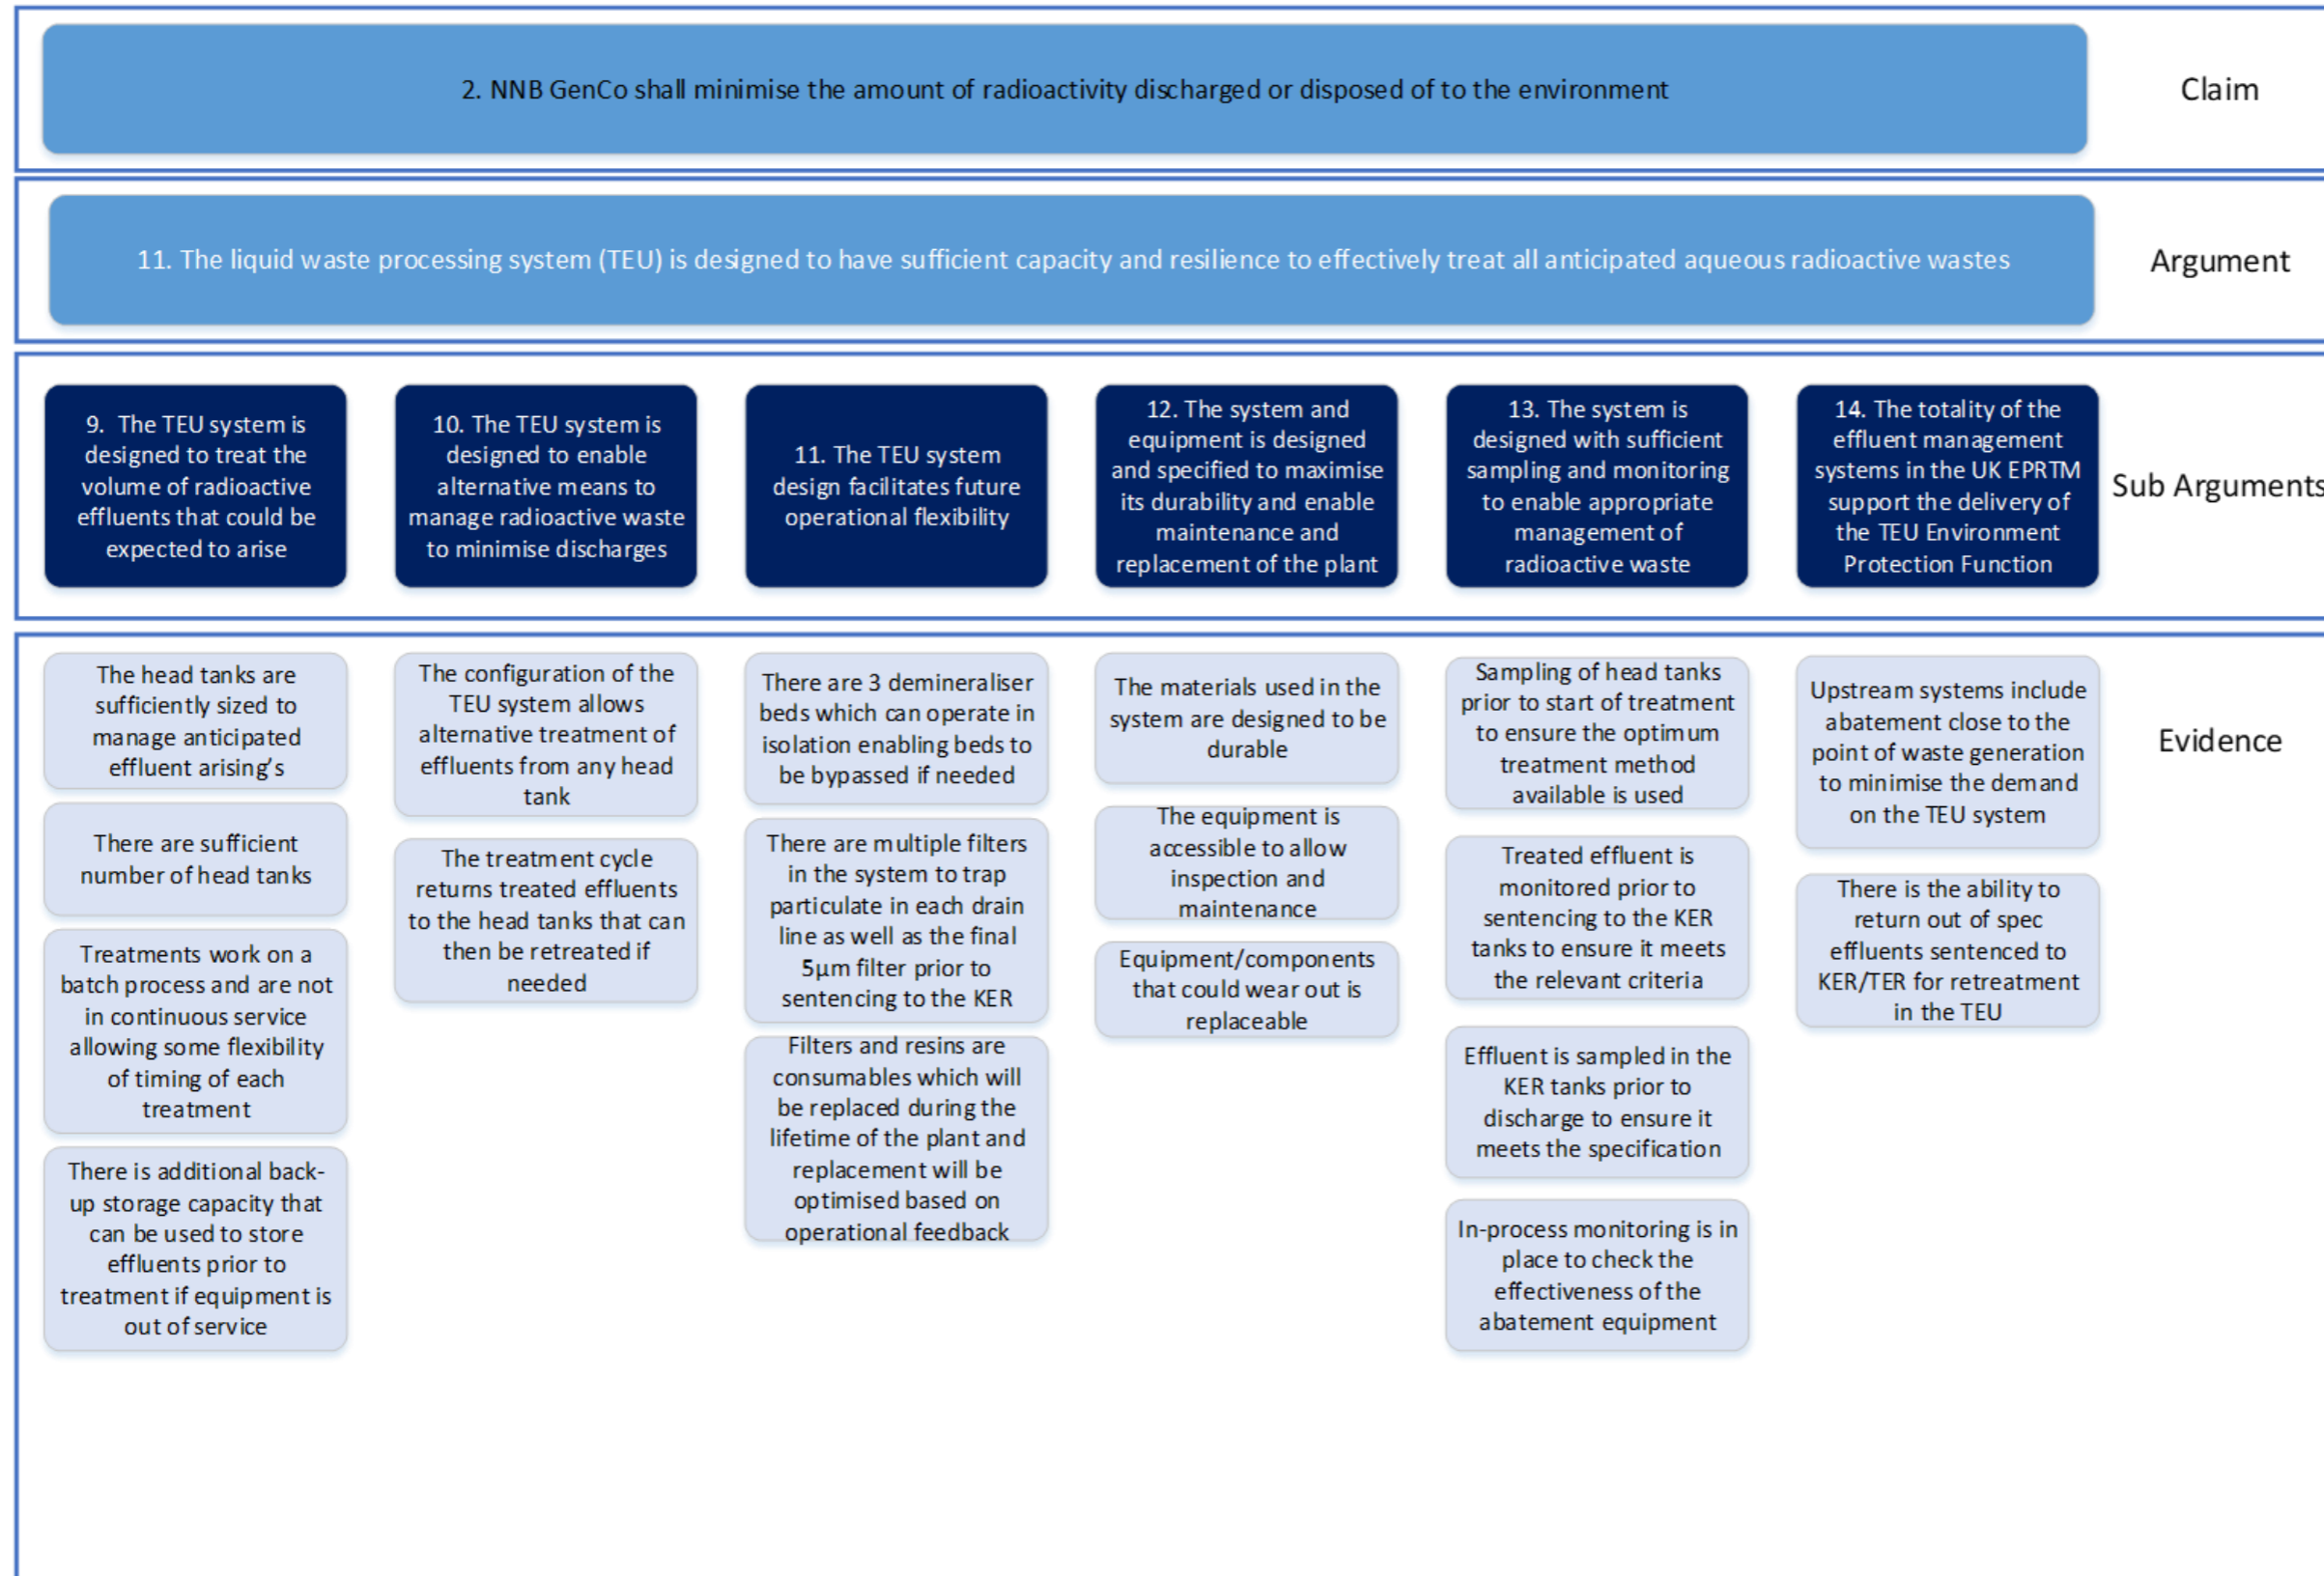 2. NNB GenCo shall minimise the amount of radioactivity discharged or disposed of to the environment
Claim
11. The liquid waste processing system (TEU) is designed to have sufficient capacity and resilience to effectively treat all anticipated aqueous radioactive wastes
Argument
9. The TEU system is
designed to treat the
volume of radioactive
effluents that could be
expected to arise
10. The TEU system is
designed to enable
alternative means to
manage radioactive waste
to minimise discharges
11. The TEU system
design facilitates future
operational flexibility
12. The system and
equipment is designed
and specified to maximise
its durability and enable
maintenance and
replacement of the plant
13. The system is
designed with sufficient
sampling and monitoring
to enable appropriate
management of
radioactive waste
14. The totality of the
effluent management
systems in the UK EPRTM
support the delivery of
the TEU Environment
Protection Function
Sub Arguments
The head tanks are
sufficiently sized to
manage anticipated
effluent arising's
There are sufficient
number of head tanks
Treatments work on a
batch process and are not
in continuous service
allowing some flexibility
of timing of each
treatment
There is additional back-
up storage capacity that
can be used to store
effluents prior to
treatment if equipment is
out of service
The configuration of the
TEU system allows
alternative treatment of
effluents from any head
tank
The treatment cycle
returns treated effluents
to the head tanks that can
then be retreated if
needed
There are 3 demineraliser
beds which can operate in
isolation enabling beds to
be bypassed if needed
There are multiple filters
in the system to trap
particulate in each drain
line as well as the final
5µm filter prior to
sentencing to the KER
Filters and resins are
consumables which will
be replaced during the
lifetime of the plant and
replacement will be
optimised based on
operational feedback
The materials used in the
system are designed to be
durable
The equipment is
accessible to allow
inspection and
maintenance
Equipment/components
that could wear out is
replaceable
Sampling of head tanks
prior to start of treatment
to ensure the optimum
treatment method
available is used
Treated effluent is
monitored prior to
sentencing to the KER
tanks to ensure it meets
the relevant criteria
Effluent is sampled in the
KER tanks prior to
discharge to ensure it
meets the specification
In-process monitoring is in
place to check the
effectiveness of the
abatement equipment
Upstream systems include
abatement close to the
point of waste generation
to minimise the demand
on the TEU system
There is the ability to
return out of spec
effluents sentenced to
KER/TER for retreatment
in the TEU
Evidence